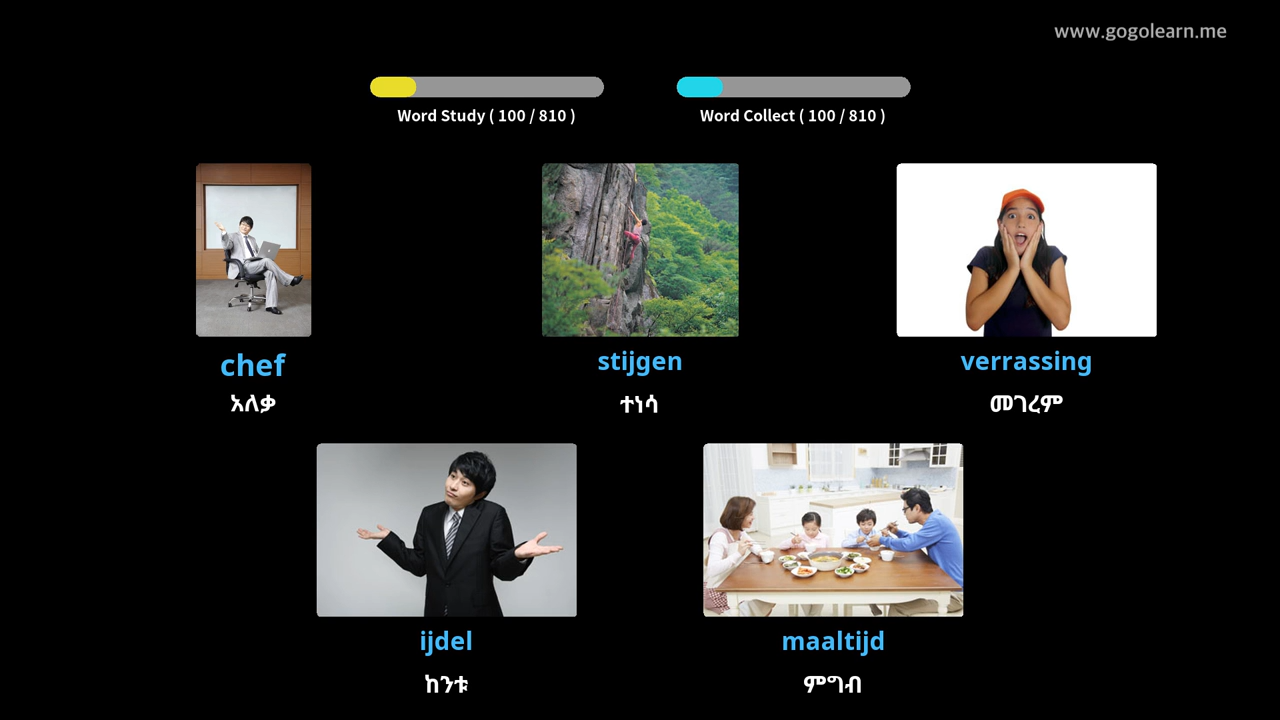 www.gogolearn.me
Word Study ( 100 / 810 )
Word Collect ( 100 / 810 )
chef
አለቃ
stijgen
ተነሳ
verrassing
መገረም
ijdel
ከንቱ
maaltijd
ምግብ